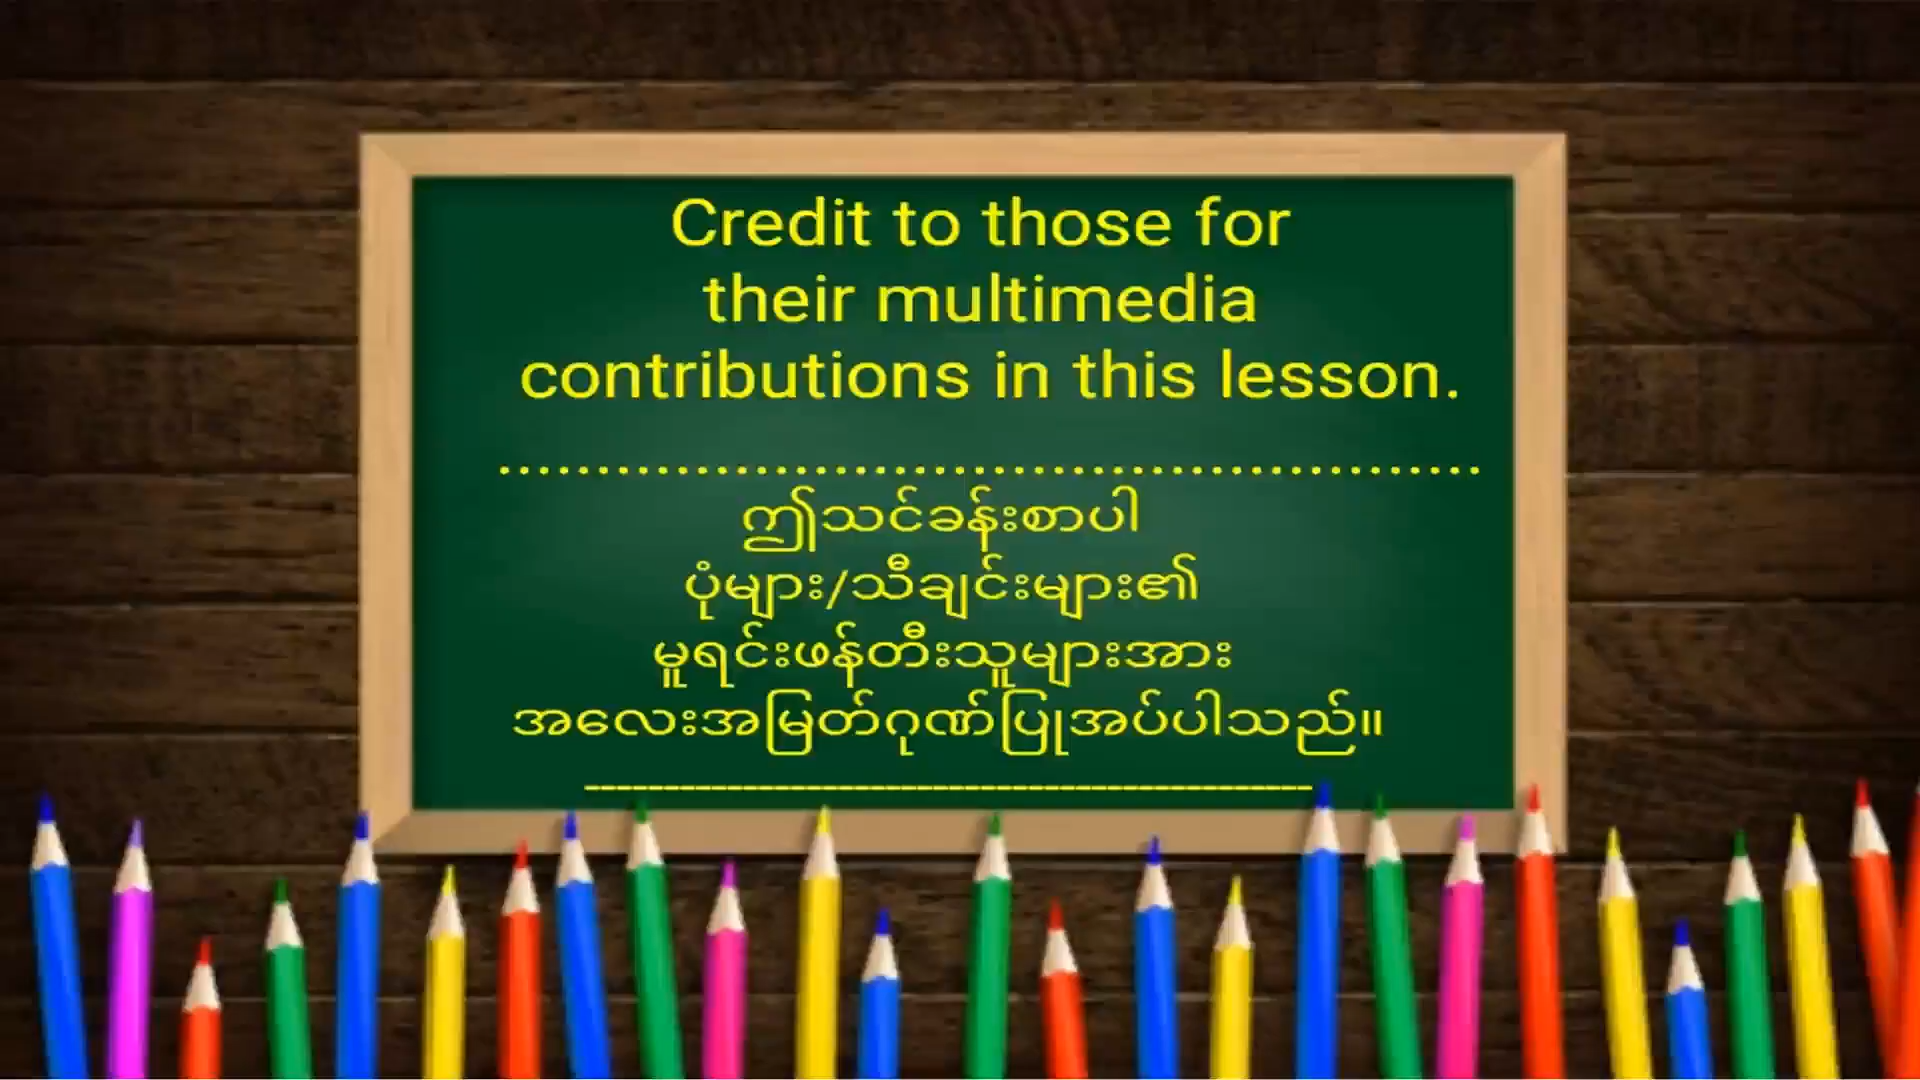 Credit to those for
their multimedia
contributions in this lesson.
..................................................
ဤသင်ခန်းစာပါ
ပုံများ/သီချင်းများ၏
မူရင်းဖန်တီးသူများအား
အလေးအမြတ်ဂုဏ်ပြုအပ်ပါသည်။
----------------------------------------------